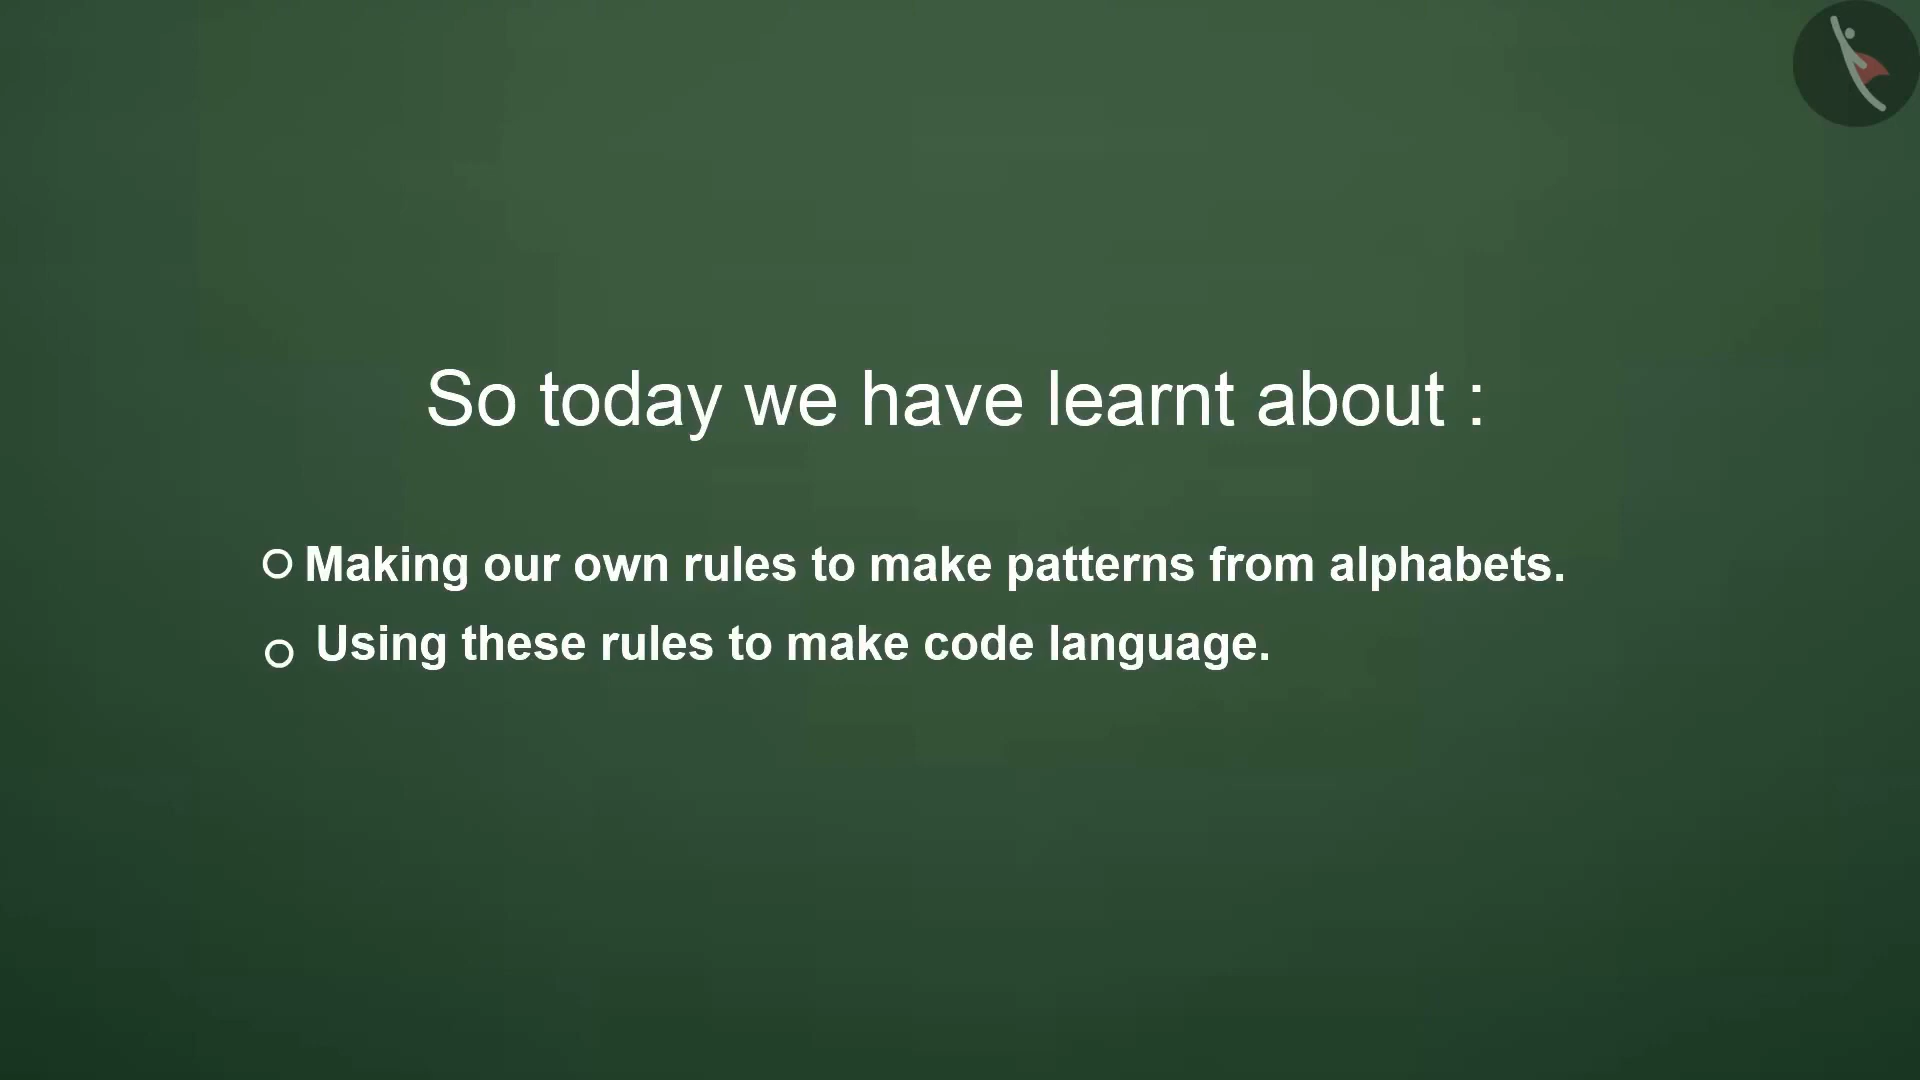 So today we have learnt about :
Making our own rules to make patterns from alphabets.
Using these rules to make code language.